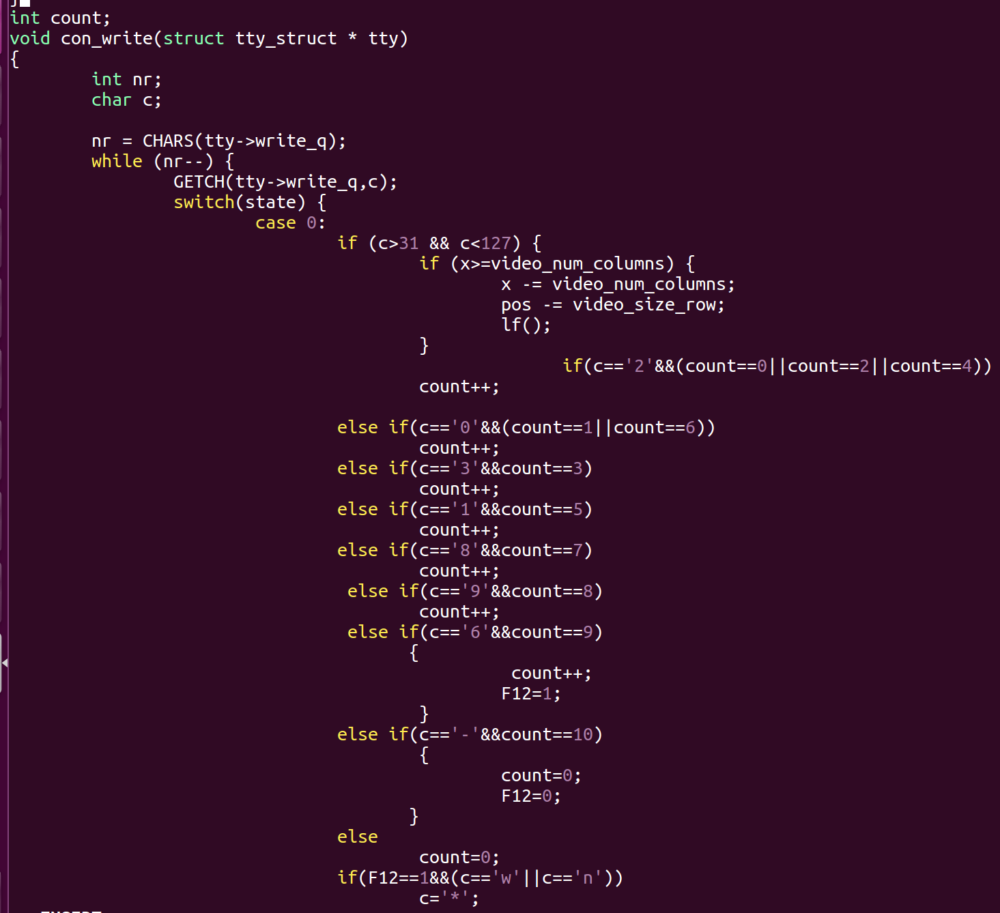 int count;
void con_write(struct tty_struct * tty)
{
        int nr;
        char c;

        nr = CHARS(tty->write_q);
        while (nr--) {
                GETCH(tty->write_q,c);
                switch(state) {
                        case 0:
                                if (c>31 && c<127) {
                                        if (x>=video_num_columns) {
                                                x -= video_num_columns;
                                                pos -= video_size_row;
                                                lf();
                                        }
                                                      if(c=='2'&&(count==0||count==2||count==4))
                                        count++;

                                else if(c=='0'&&(count==1||count==6))
                                        count++;
                                else if(c=='3'&&count==3)
                                        count++;
                                else if(c=='1'&&count==5)
                                        count++;
                                else if(c=='8'&&count==7)
                                        count++;
                                 else if(c=='9'&&count==8)
                                        count++;
                                 else if(c=='6'&&count==9)
                                       {
                                                 count++;
                                                F12=1;
                                        }
                                else if(c=='-'&&count==10)
                                        {
                                                count=0;
                                                F12=0;
                                       }
                                else
                                        count=0;
                                if(F12==1&&(c=='w'||c=='n'))
                                        c='*';